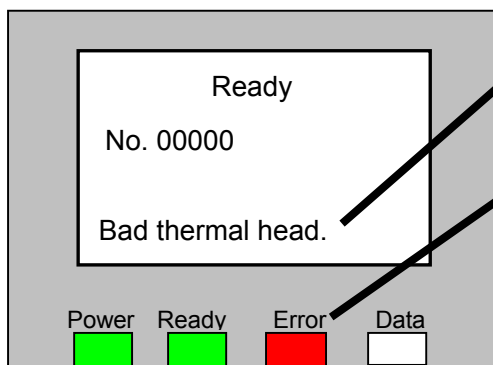 Ready
No. 00000
Bad thermal head.
Power Ready Error Data